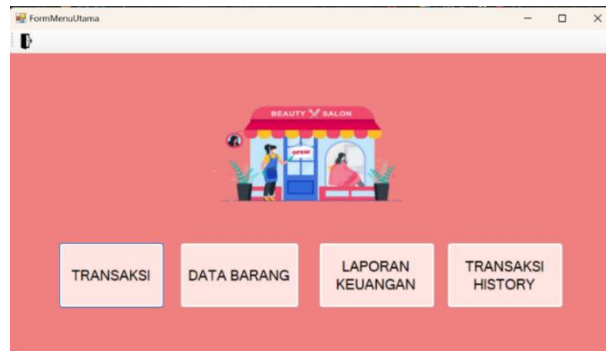 FormMenuUtama
BEAUTY SALON
OPEN
TRANSAKSI
DATA BARANG
LAPORAN
KEUANGAN
TRANSAKSI
HISTORY